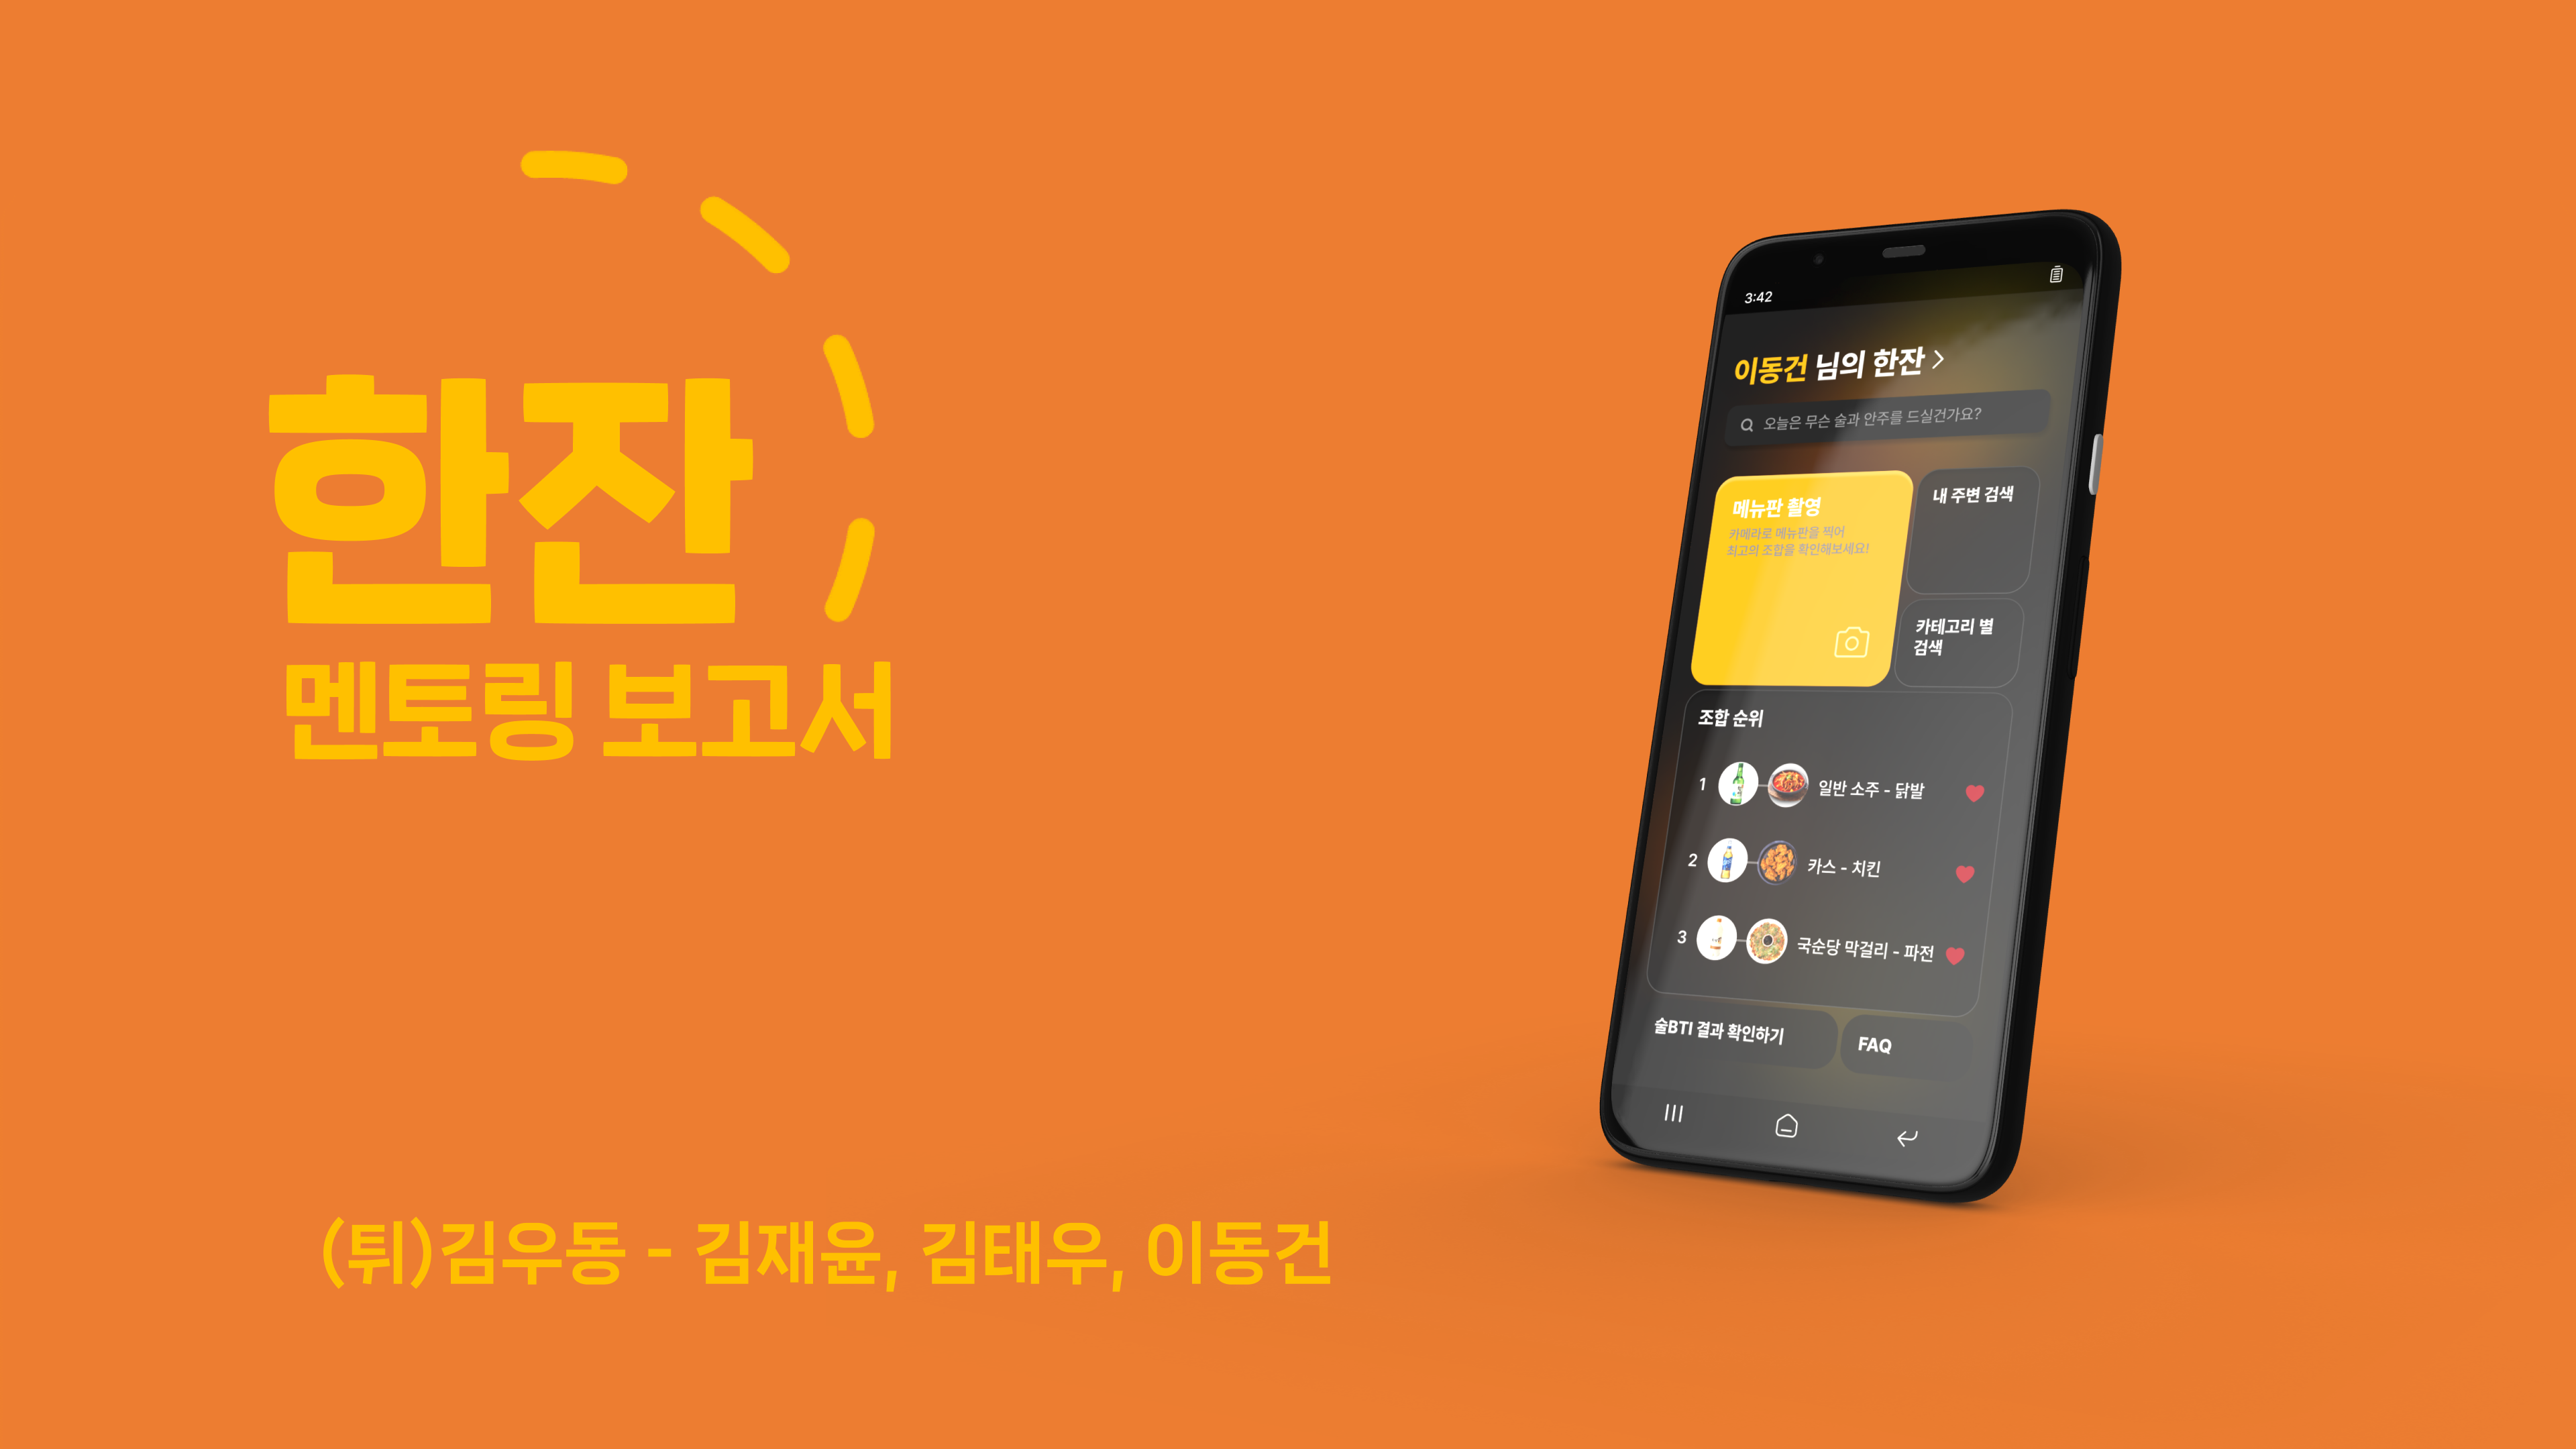 한잔
멘토링 보고서
(튀)김우동 - 김재윤, 김태우, 이동건
3:42
이동건 님의 한잔
오늘은 무슨 술과 안주를 드실건가요?
메뉴판 촬영
카메라로 메뉴판을 찍어
최고의 조합을 확인해보세요!
내 주변 검색
카테고리 별
검색
조합 순위
1 일반 소주 - 닭발
2 카스 - 치킨
3 국순당 막걸리 - 파전
술BTI 결과 확인하기
FAQ